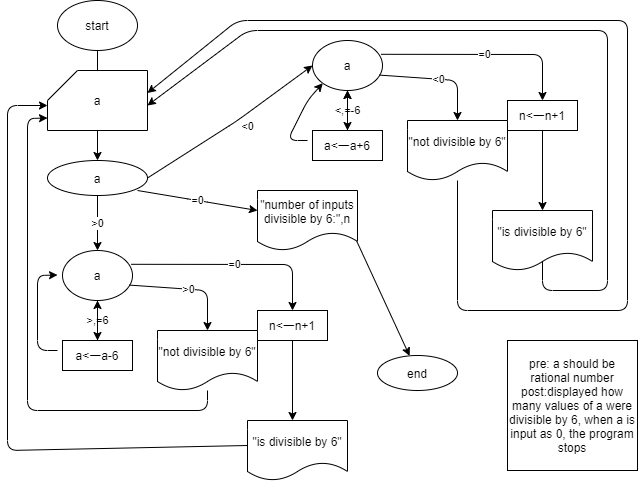 start
a
a
<0
=0
>0
"number of inputs
divisible by 6:",n
a
=0
<0
<,=-6
a<—a+6
"not divisible by 6"
n<—n+1
"is divisible by 6"
a
=0
>0
>,=6
a<—a-6
"not divisible by 6"
n<—n+1
"is divisible by 6"
end
pre: a should be
rational number
post:displayed how
many values of a were
divisible by 6, when a is
input as 0, the program
stops